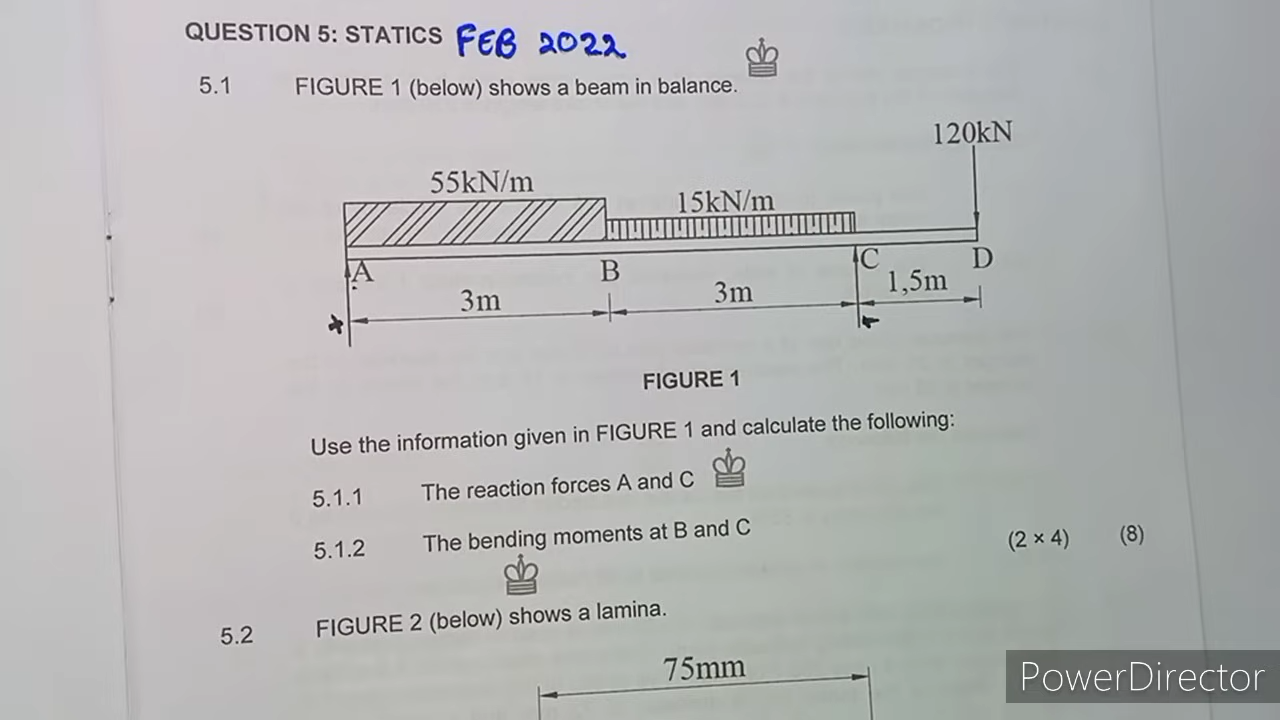 QUESTION 5: STATICS FEB 2022
5.1 FIGURE 1 (below) shows a beam in balance.
120kN
55kN/m
15kN/m
A B C D
3m 3m 1,5m
FIGURE 1
Use the information given in FIGURE 1 and calculate the following:
5.1.1 The reaction forces A and C
5.1.2 The bending moments at B and C (2 × 4) (8)
5.2 FIGURE 2 (below) shows a lamina.
75mm
PowerDirector